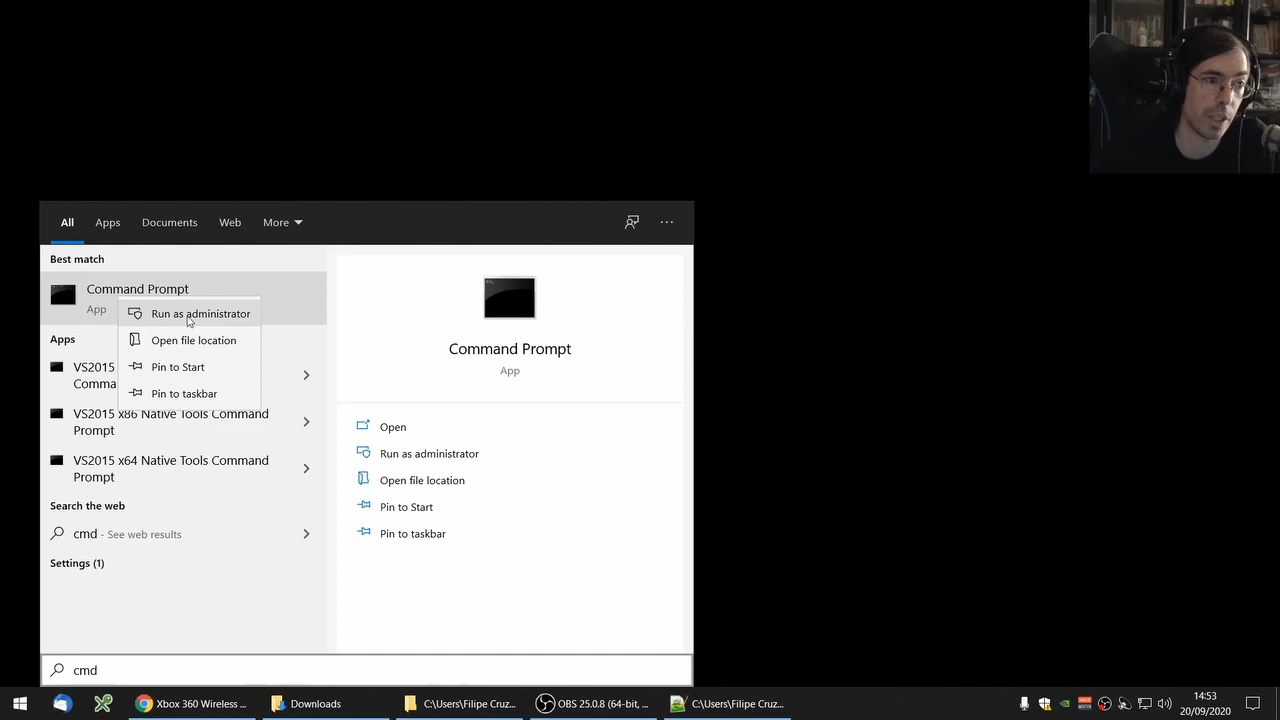 All Apps Documents Web More
Best match
Command Prompt
App
Run as administrator
Open file location
Pin to Start
Pin to taskbar
Apps
VS2015
Comma
VS2015 x86 Native Tools Command
Prompt
VS2015 x64 Native Tools Command
Prompt
Search the web
cmd - See web results
Settings (1)
Command Prompt
App
Open
Run as administrator
Open file location
Pin to Start
Pin to taskbar
cmd
Xbox 360 Wireless ...
Downloads
C:\Users\Filipe Cruz...
OBS 25.0.8 (64-bit, ...
C:\Users\Filipe Cruz...
14:53
20/09/2020